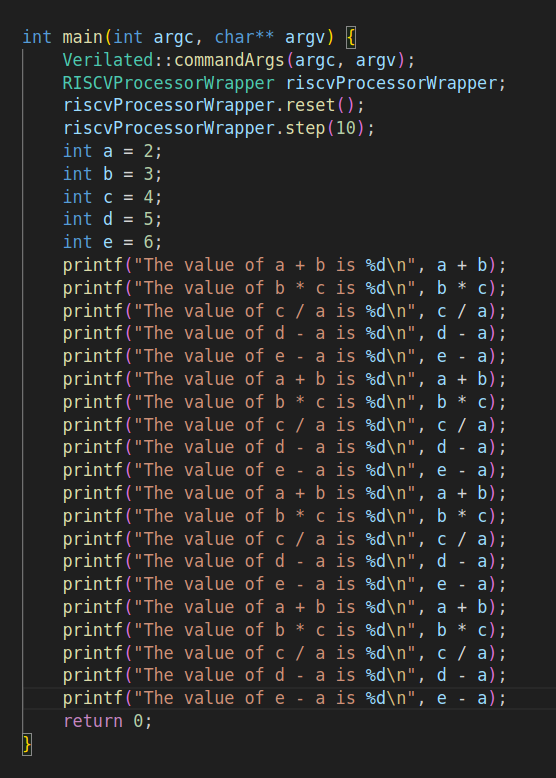 int main(int argc, char** argv) {
    Verilated::commandArgs(argc, argv);
    RISCVProcessorWrapper riscvProcessorWrapper;
    riscvProcessorWrapper.reset();
    riscvProcessorWrapper.step(10);
    int a = 2;
    int b = 3;
    int c = 4;
    int d = 5;
    int e = 6;
    printf("The value of a + b is %d\n", a + b);
    printf("The value of b * c is %d\n", b * c);
    printf("The value of c / a is %d\n", c / a);
    printf("The value of d - a is %d\n", d - a);
    printf("The value of e - a is %d\n", e - a);
    printf("The value of a + b is %d\n", a + b);
    printf("The value of b * c is %d\n", b * c);
    printf("The value of c / a is %d\n", c / a);
    printf("The value of d - a is %d\n", d - a);
    printf("The value of e - a is %d\n", e - a);
    printf("The value of a + b is %d\n", a + b);
    printf("The value of b * c is %d\n", b * c);
    printf("The value of c / a is %d\n", c / a);
    printf("The value of d - a is %d\n", d - a);
    printf("The value of e - a is %d\n", e - a);
    printf("The value of a + b is %d\n", a + b);
    printf("The value of b * c is %d\n", b * c);
    printf("The value of c / a is %d\n", c / a);
    printf("The value of d - a is %d\n", d - a);
    printf("The value of e - a is %d\n", e - a);
    return 0;
}